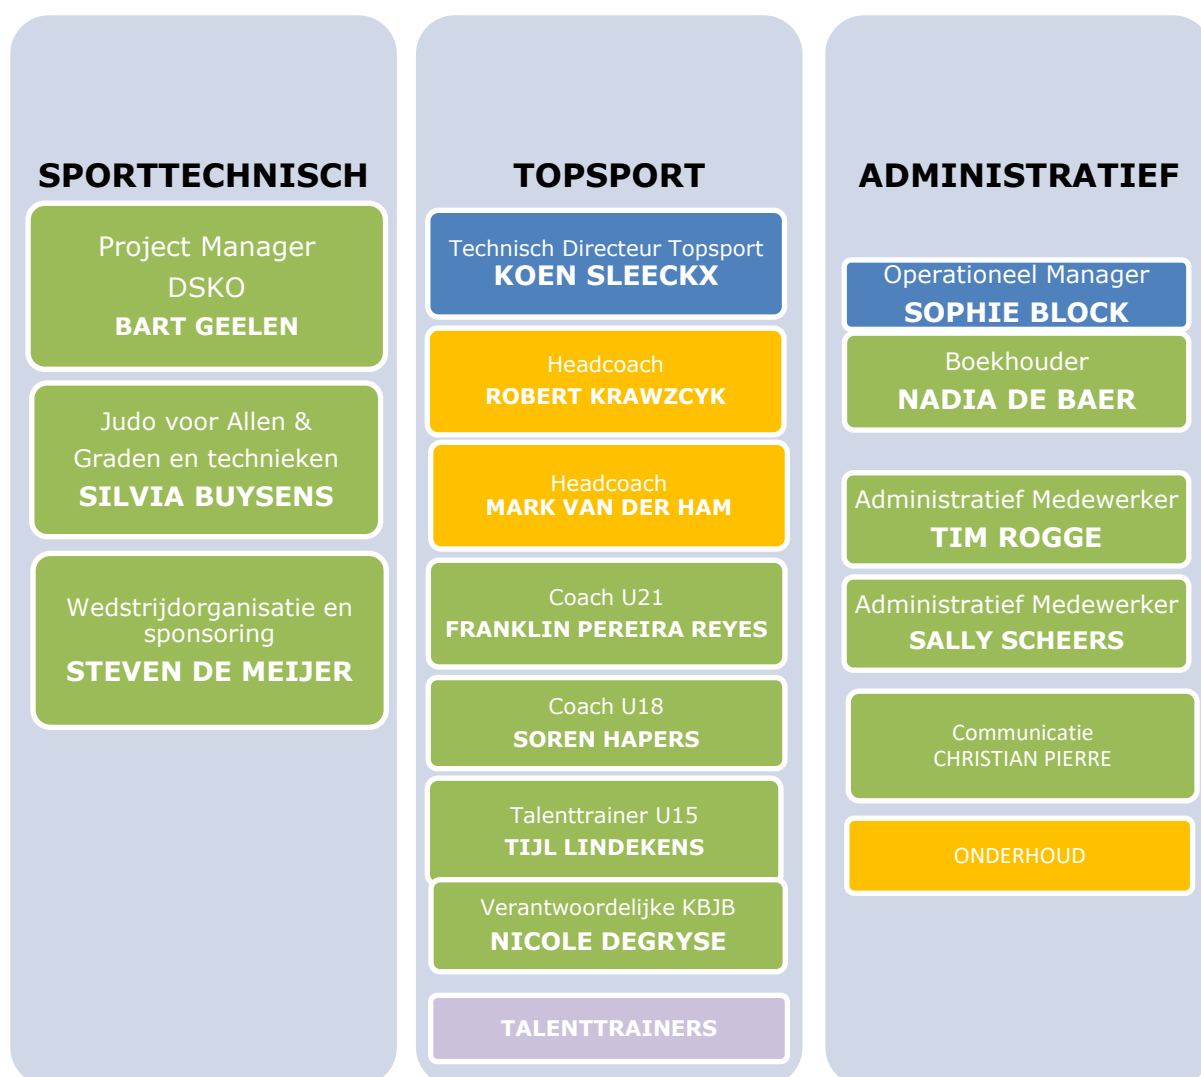 SPORTTECHNISCH
Project Manager
DSKO
BART GEELEN
Judo voor Allen &
Graden en technieken
SILVIA BUYSENS
Wedstrijdorganisatie en
sponsoring
STEVEN DE MEIJER
TOPSPORT
Technisch Directeur Topsport
KOEN SLEECKX
Headcoach
ROBERT KRAWZCYK
Headcoach
MARK VAN DER HAM
Coach U21
FRANKLIN PEREIRA REYES
Coach U18
SOREN HAPERS
Talenttrainer U15
TIJL LINDEKENS
Verantwoordelijke KBJB
NICOLE DEGRYSE
TALENTTRAINERS
ADMINISTRATIEF
Operationeel Manager
SOPHIE BLOCK
Boekhouder
NADIA DE BAER
Administratief Medewerker
TIM ROGGE
Administratief Medewerker
SALLY SCHEERS
Communicatie
CHRISTIAN PIERRE
ONDERHOUD